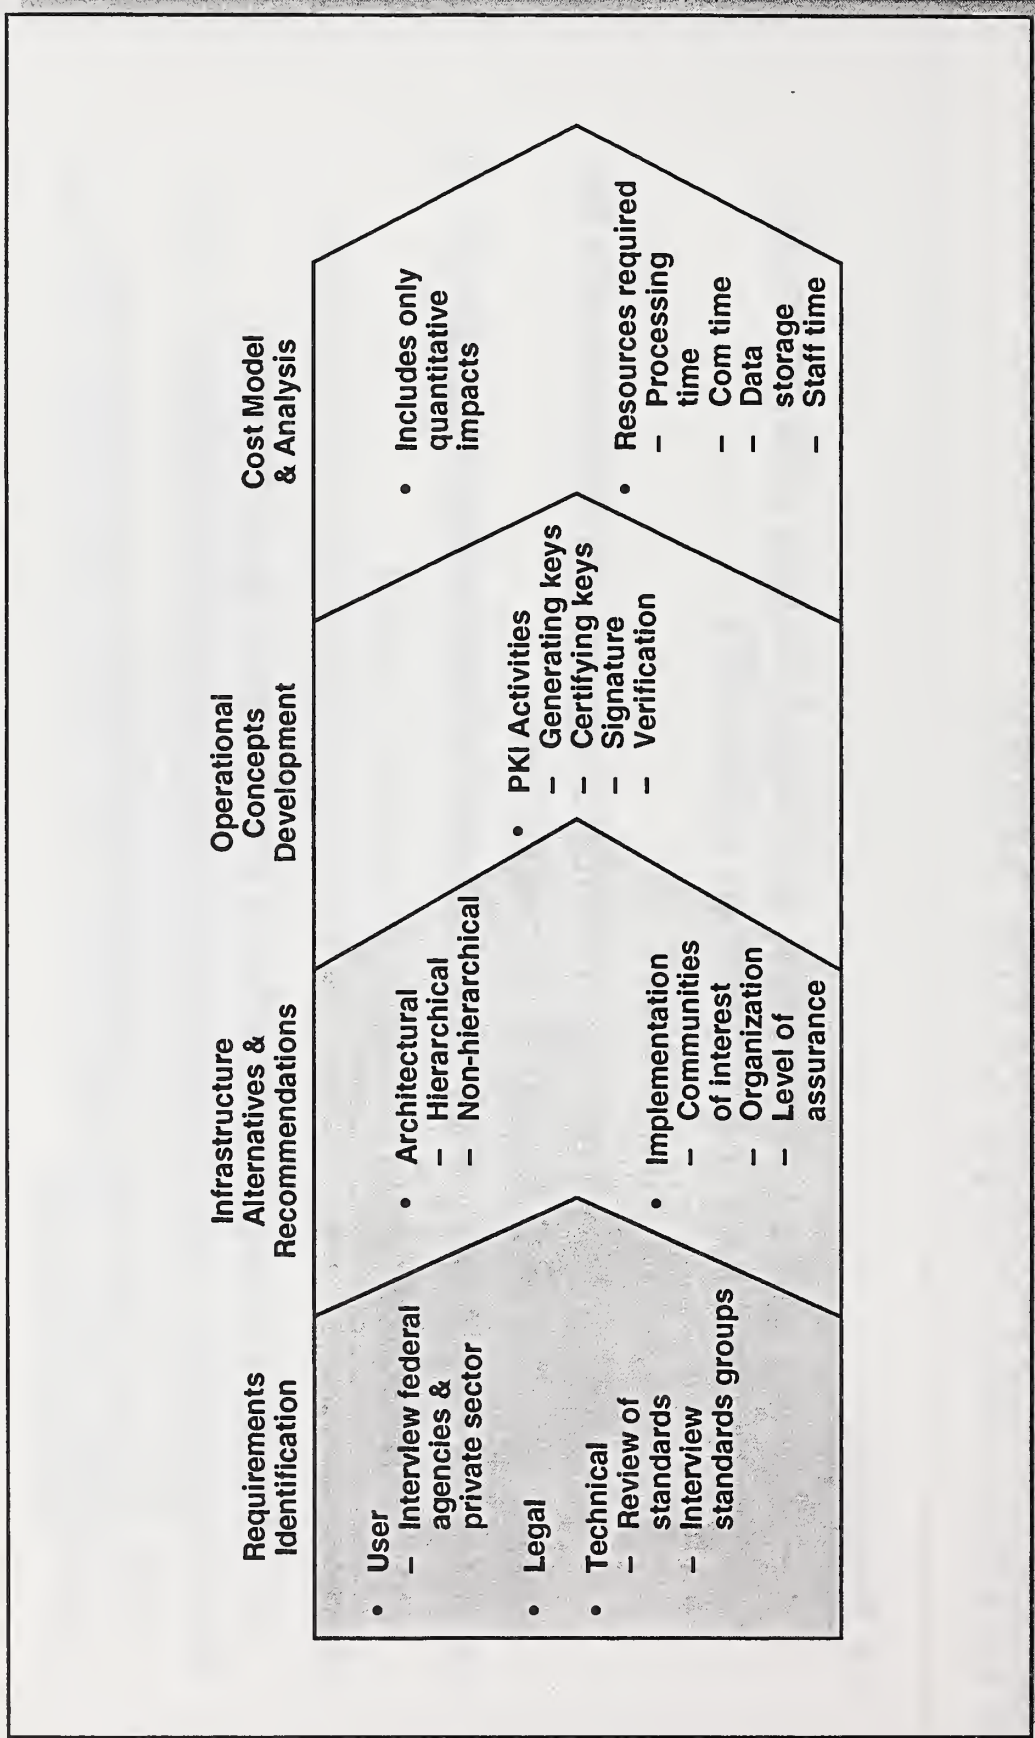 Requirements
Identification
• User
– Interview federal
agencies &
private sector
• Legal
• Technical
– Review of
standards
– Interview
standards groups
Infrastructure
Alternatives &
Recommendations
• Architectural
– Hierarchical
– Non-hierarchical
• Implementation
– Communities
of interest
– Organization
– Level of
assurance
Operational
Concepts
Development
• PKI Activities
– Generating keys
– Certifying keys
– Signature
– Verification
Cost Model
& Analysis
• Includes only
quantitative
impacts
• Resources required
– Processing
time
– Com time
– Data
storage
– Staff time